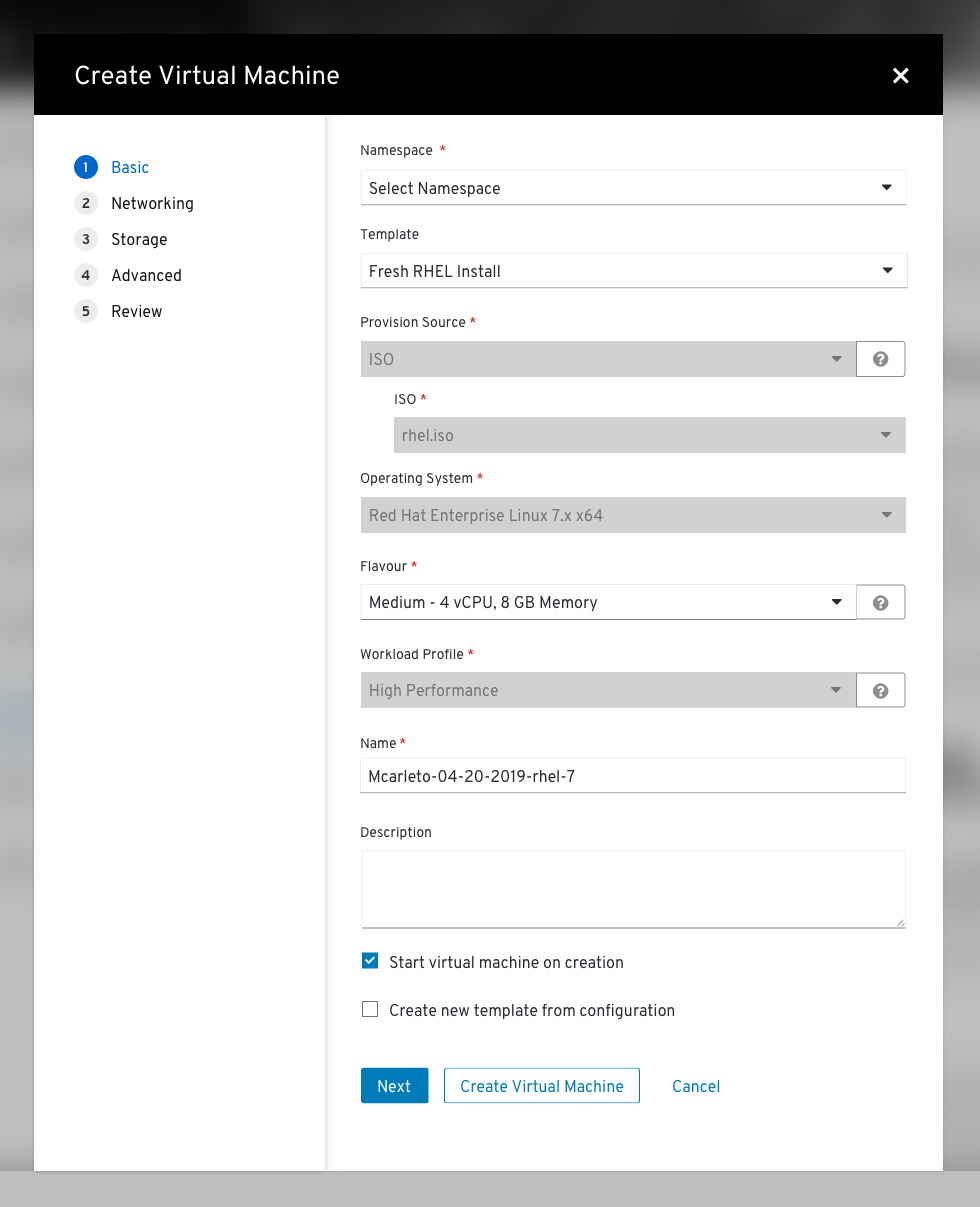 Create Virtual Machine
1 Basic
2 Networking
3 Storage
4 Advanced
5 Review
Namespace *
Select Namespace
Template
Fresh RHEL Install
Provision Source *
ISO
ISO *
rhel.iso
Operating System *
Red Hat Enterprise Linux 7.x x64
Flavour *
Medium - 4 vCPU, 8 GB Memory
Workload Profile *
High Performance
Name *
Mcarleto-04-20-2019-rhel-7
Description
Start virtual machine on creation
Create new template from configuration
Next Create Virtual Machine Cancel